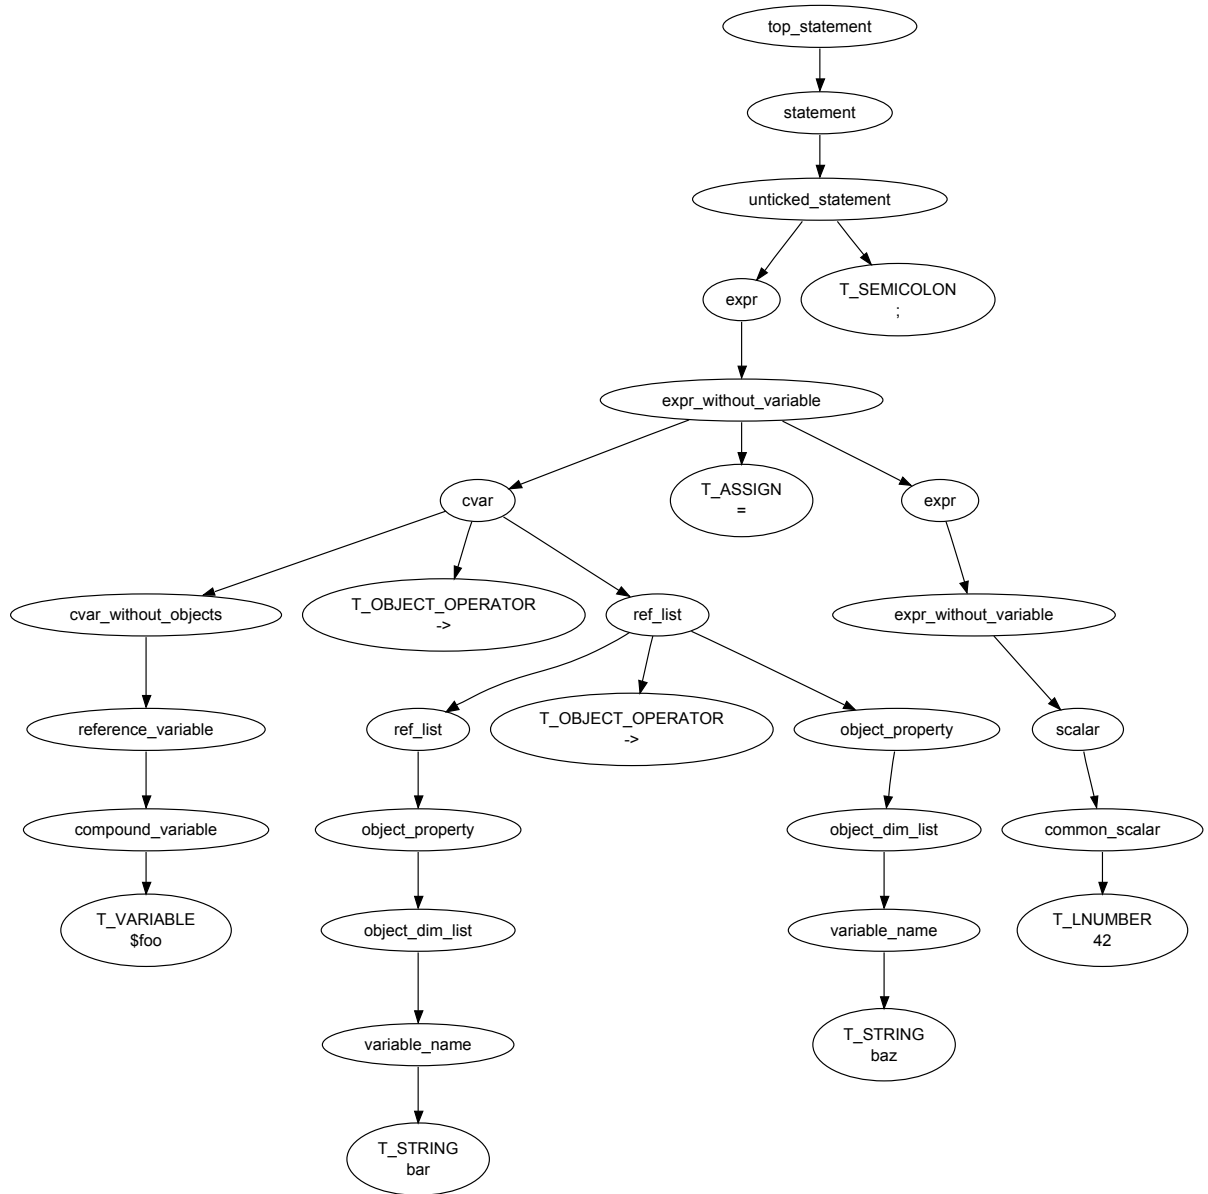 top_statement
statement
unticked_statement
expr
T_SEMICOLON
;
expr_without_variable
cvar
T_ASSIGN
=
expr
cvar_without_objects
T_OBJECT_OPERATOR
->
ref_list
expr_without_variable
reference_variable
ref_list
T_OBJECT_OPERATOR
->
object_property
scalar
compound_variable
object_property
object_dim_list
common_scalar
T_VARIABLE
$foo
object_dim_list
variable_name
T_LNUMBER
42
variable_name
T_STRING
baz
T_STRING
bar